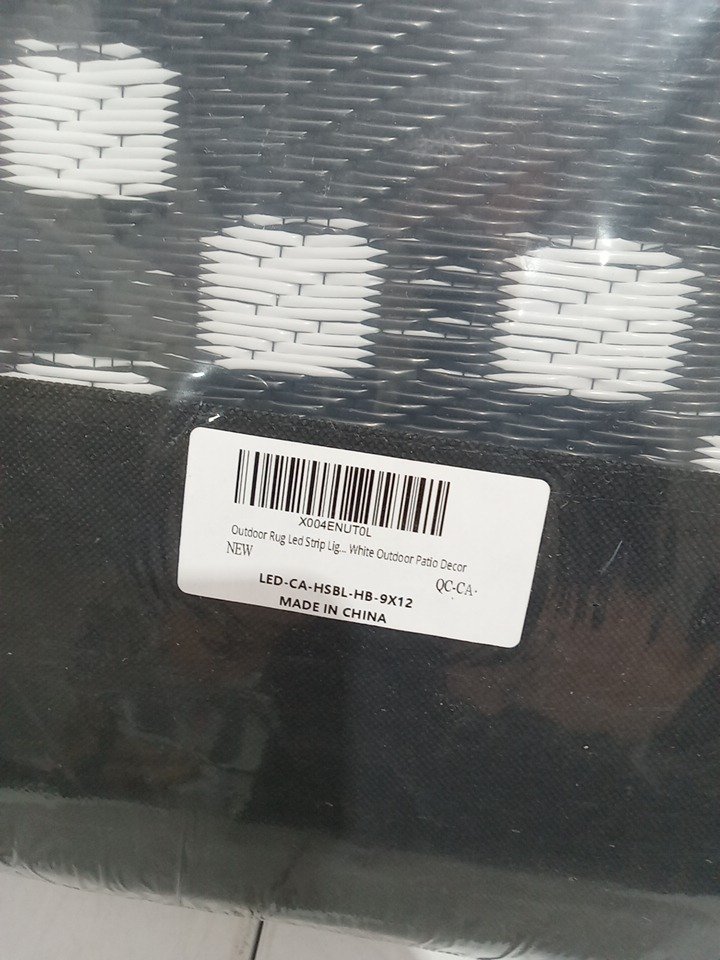 X004ENUT0L
Outdoor Rug Led Strip Lig... White Outdoor Patio Decor
NEW
QC-CA-
LED-CA-HSBL-HB-9X12
MADE IN CHINA